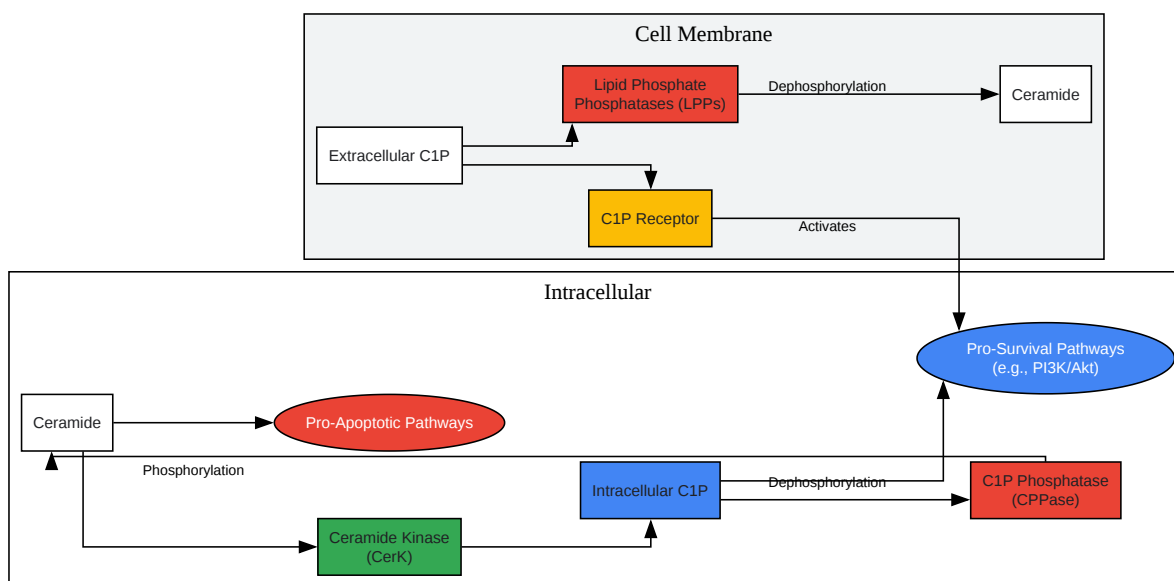 Cell Membrane
Lipid Phosphate
Phosphatases (LPPs)
Dephosphorylation
Ceramide
Extracellular C1P
C1P Receptor
Activates
Intracellular
Pro-Survival Pathways
(e.g., PI3K/Akt)
Ceramide
Pro-Apoptotic Pathways
Phosphorylation
Intracellular C1P
Dephosphorylation
C1P Phosphatase
(CPPase)
Ceramide Kinase
(CerK)